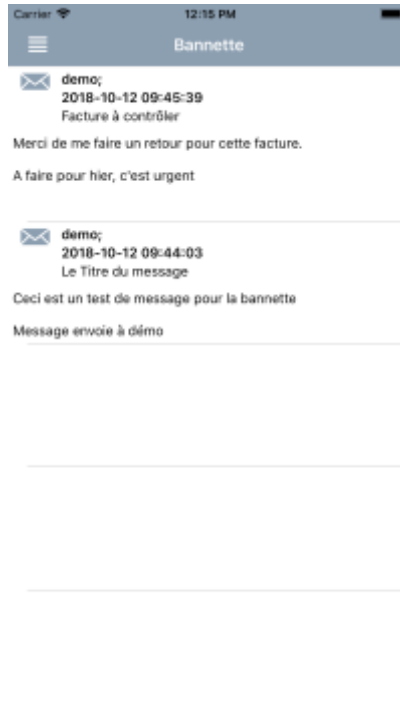 Carrier 12:15 PM
Bannette
demo;
2018-10-12 09:45:39
Facture à contrôler
Merci de me faire un retour pour cette facture.
A faire pour hier, c'est urgent
demo;
2018-10-12 09:44:03
Le Titre du message
Ceci est un test de message pour la bannette
Message envoie à démo